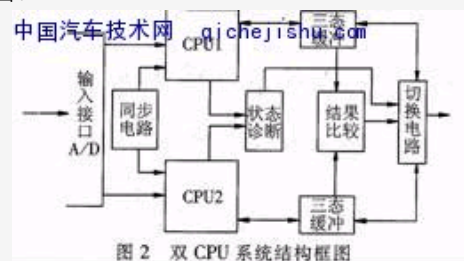 中国汽车技术网 qichejishu.com
CPU1
三态
缓冲
输入接口
A/D
同步
电路
状态
诊断
结果
比较
切换电路
CPU2
三态
缓冲
图 2 双 CPU 系统结构框图